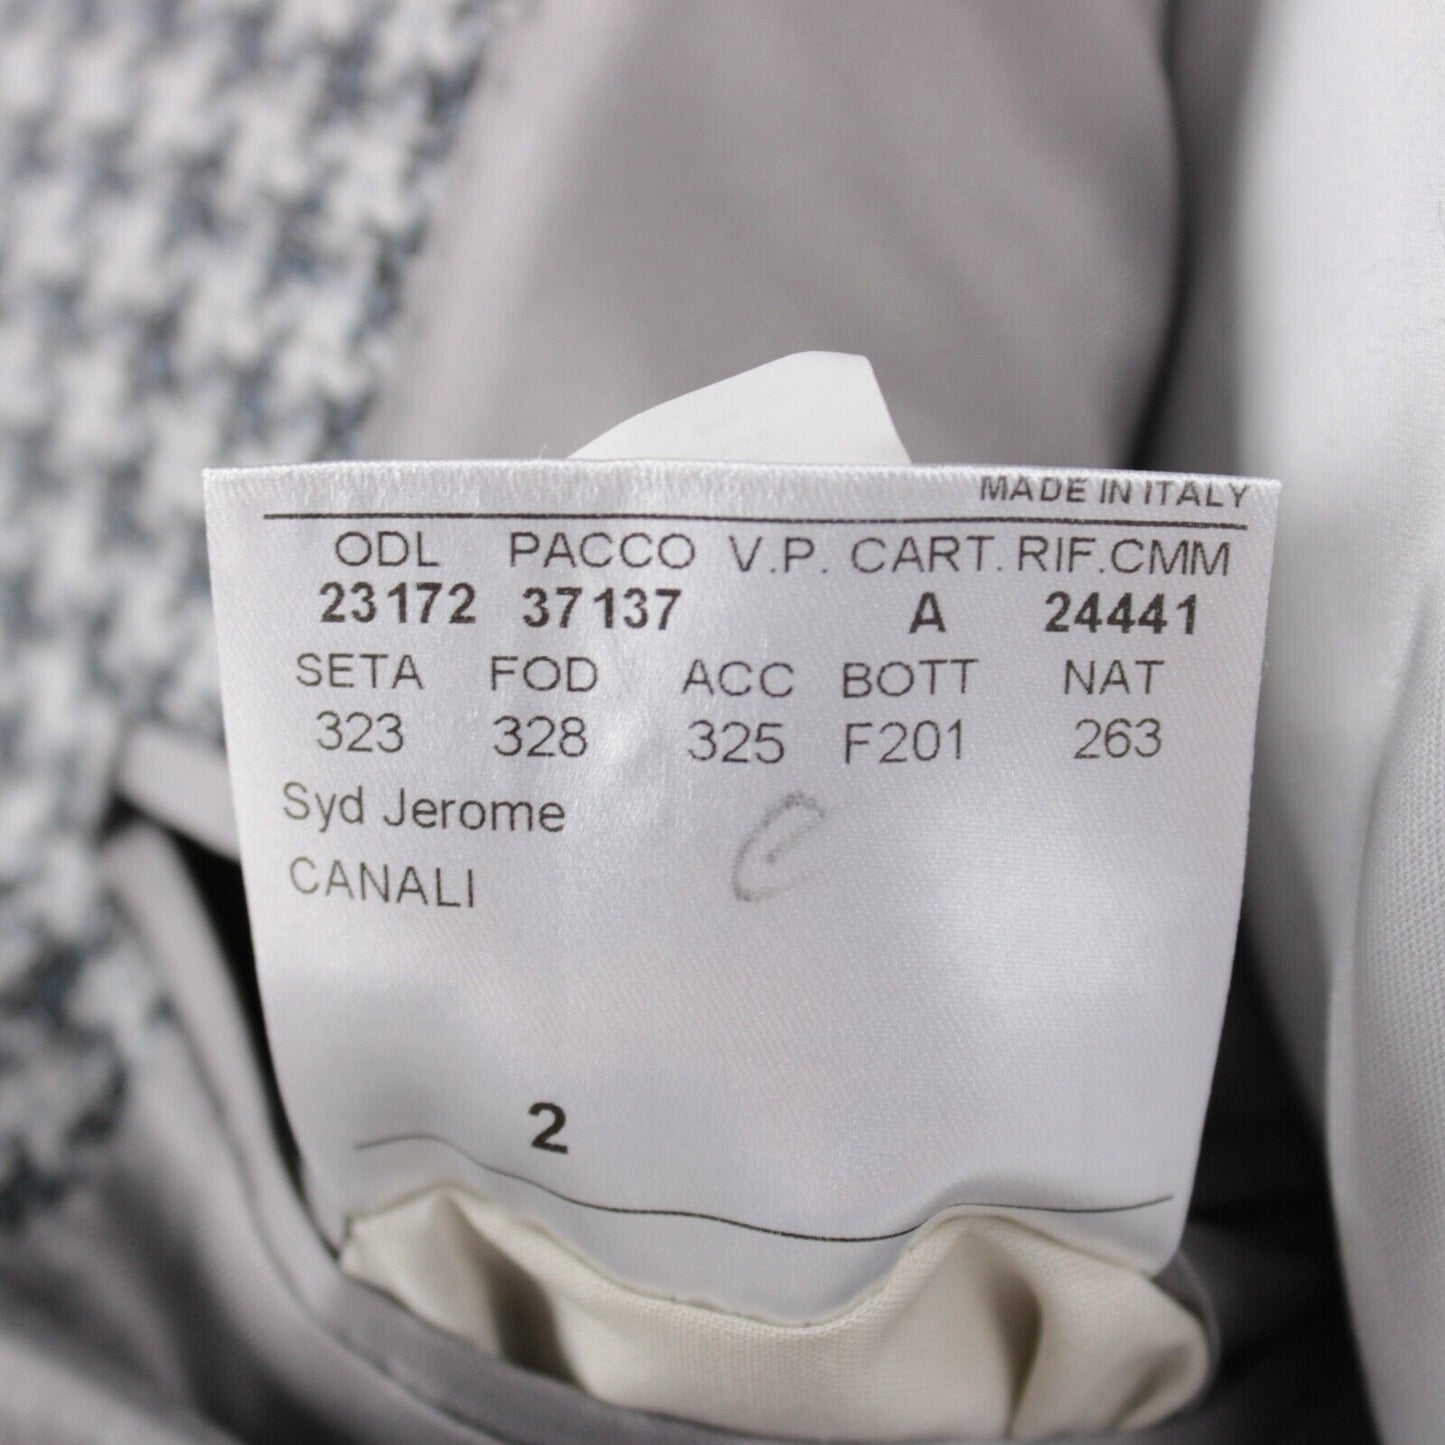 MADE IN ITALY
ODL PACCO V.P. CART. RIF.CMM
23172 37137 A 24441
SETA FOD ACC BOTT NAT
323 328 325 F201 263
Syd Jerome
CANALI
2